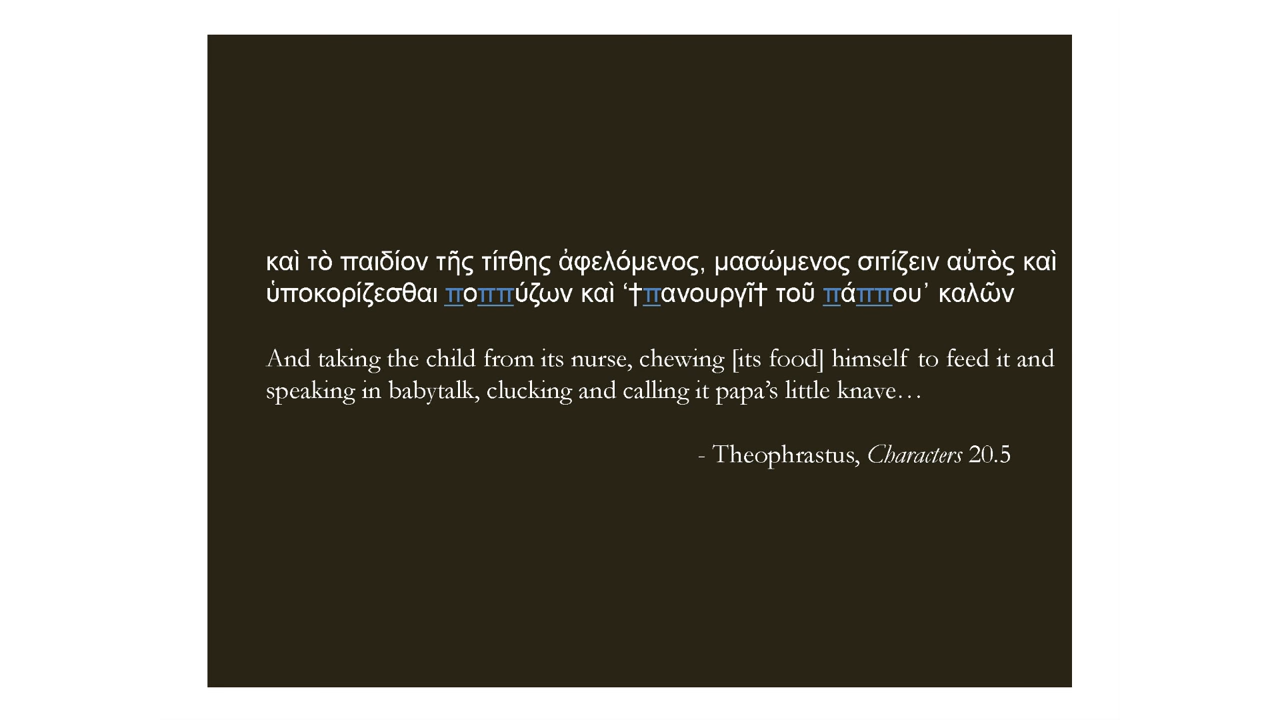 καὶ τὸ παιδίον τῆς τίτθης ἀφελόμενος, μασώμενος σιτίζειν αὐτὸς καὶ
ὑποκορίζεσθαι ποππύζων καὶ ‘†πανουργῖ† τοῦ πάππου’ καλῶν
And taking the child from its nurse, chewing [its food] himself to feed it and
speaking in babytalk, clucking and calling it papa’s little knave…
- Theophrastus, Characters 20.5